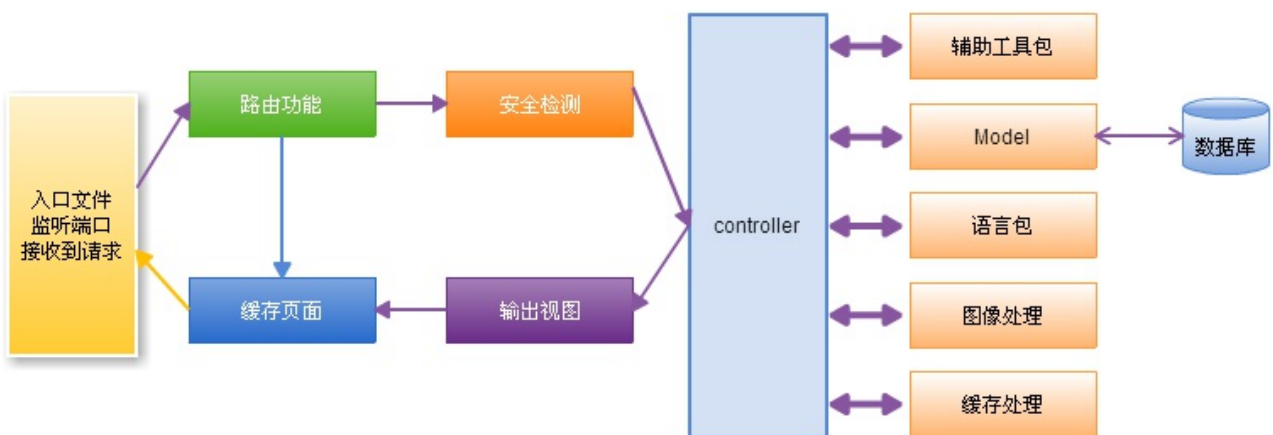 入口文件
监听端口
接收到请求
路由功能
安全检测
缓存页面
输出视图
controller
辅助工具包
Model
数据库
语言包
图像处理
缓存处理